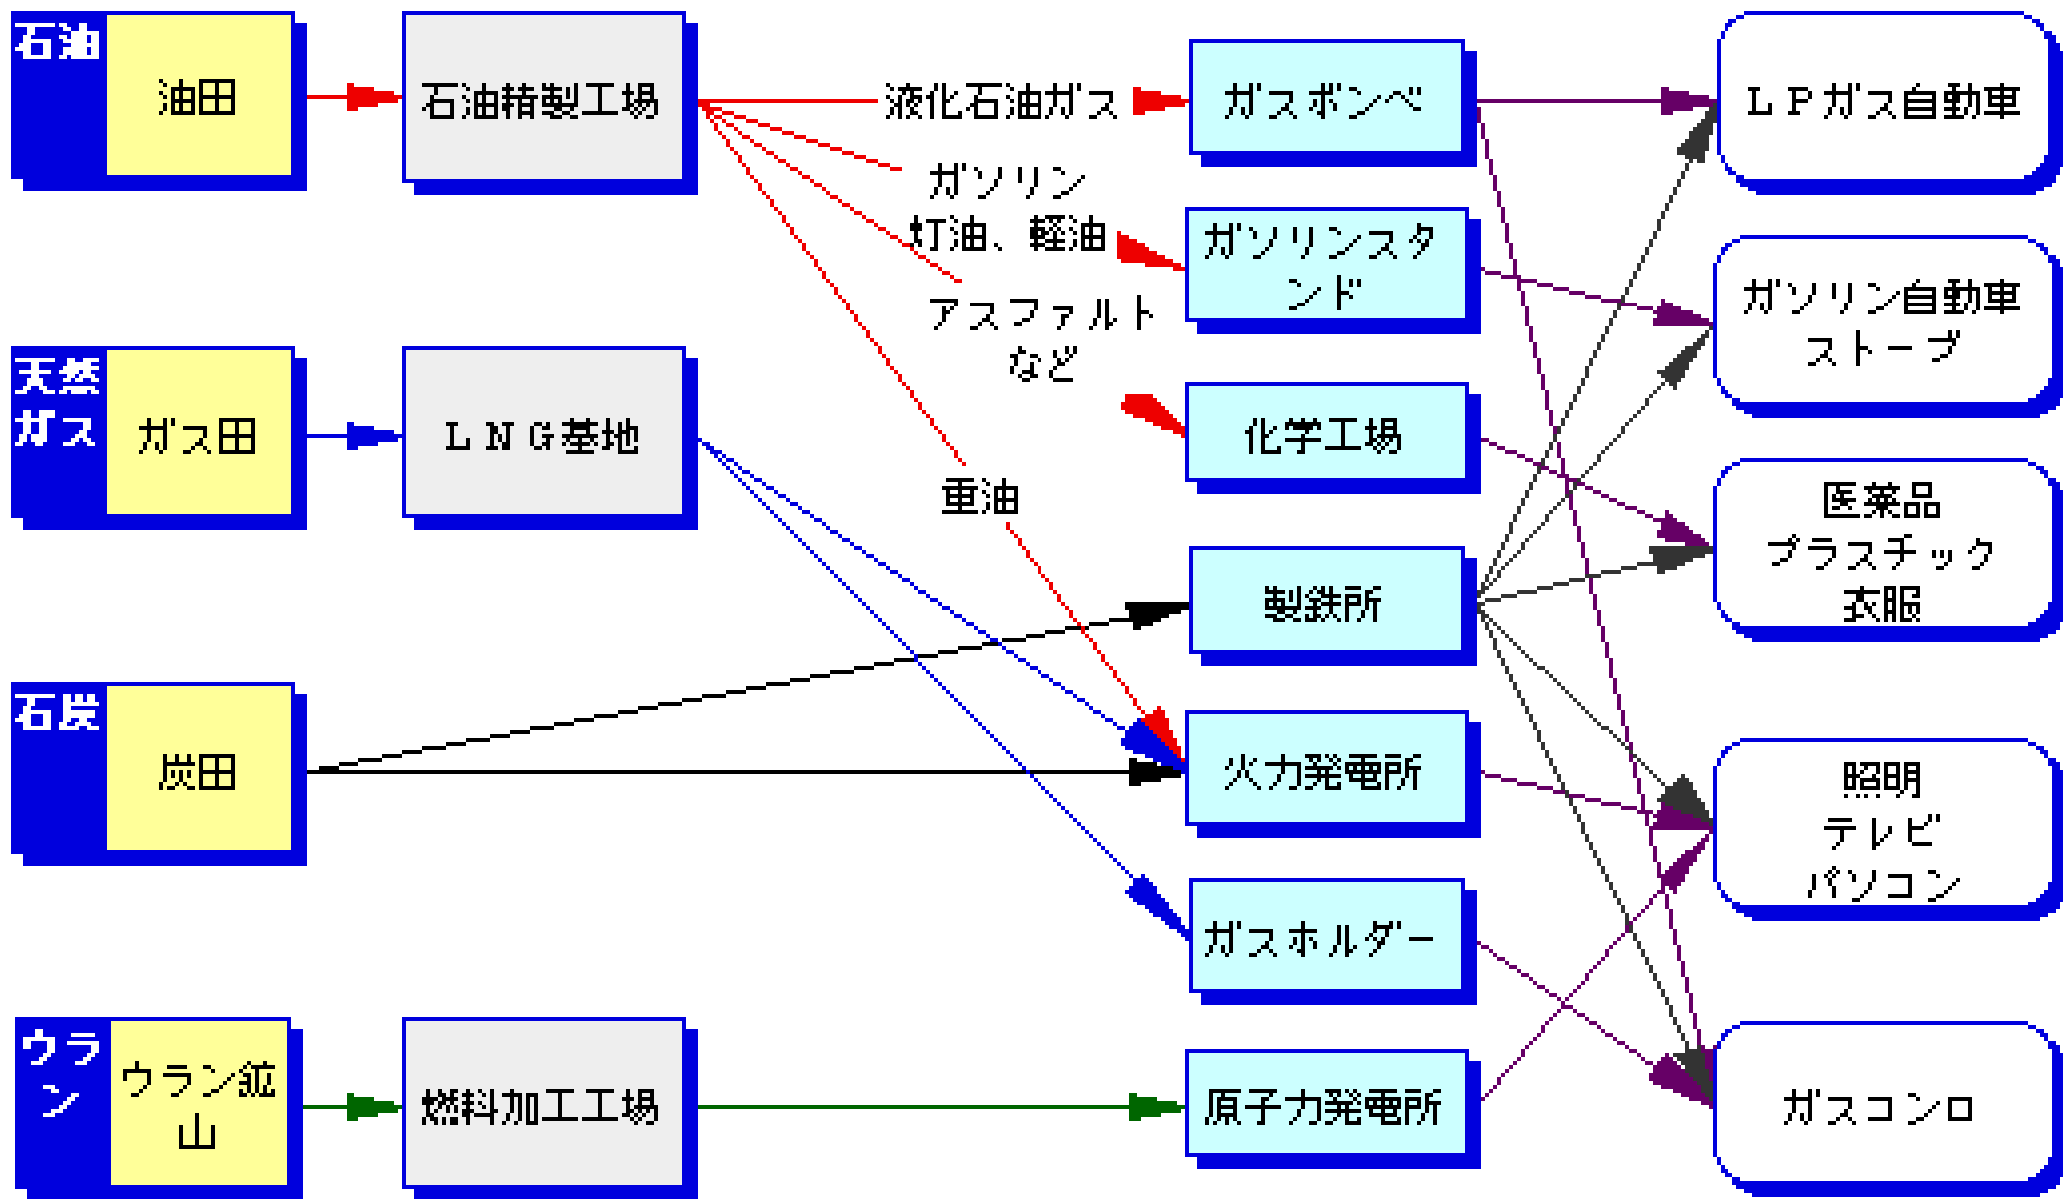 石油
油田
石油精製工場
液化石油ガス
ガソリン
灯油、軽油
アスファルト
など
重油
ガスボンベ
ＬＰガス自動車
ガソリンスタ
ンド
ガソリン自動車
ストーブ
天然
ガス
ガス田
ＬＮＧ基地
化学工場
医薬品
プラスチック
衣服
製鉄所
石炭
炭田
火力発電所
照明
テレビ
パソコン
ガスホルダー
ウラ
ン
ウラン鉱
山
燃料加工工場
原子力発電所
ガスコンロ